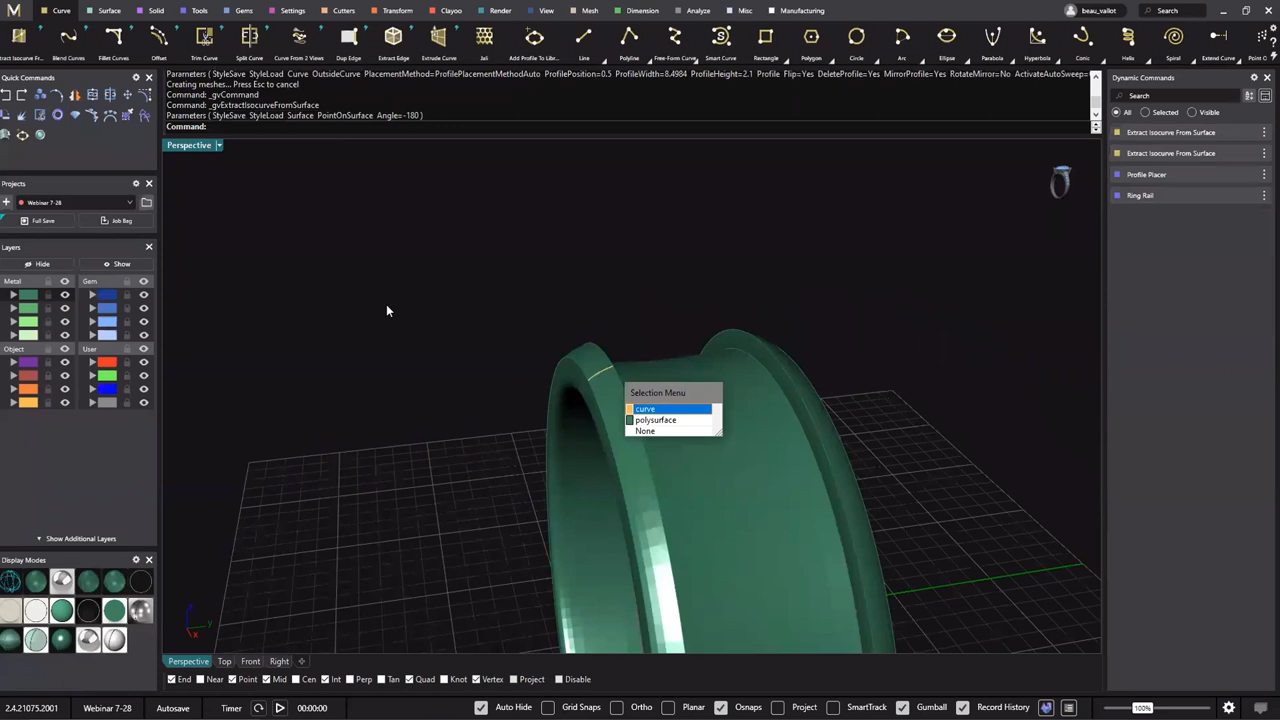 Curve Surface Solid Tools Gems Settings Cutters Transform Clayoo Render View Mesh Dimension Analyze Misc Manufacturing beau_vallot Search
xtract Isocurve Fr... Blend Curves Fillet Curves Offset Trim Curve Split Curve Curve From 2 Views Dup Edge Extract Edge Extrude Curve Jali Add Profile To Libr... Line Polyline Free-Form Curve Smart Curve Rectangle Polygon Circle Arc Ellipse Parabola Hyperbola Conic Helix Spiral Extend Curve Point O
Quick Commands
Parameters ( StyleSave StyleLoad Curve OutsideCurve PlacementMethod=ProfilePlacementMethodAuto ProfilePosition=0.5 ProfileWidth=8.4984 ProfileHeight=2.1 Profile Flip=Yes DeleteProfile=Yes MirrorProfile=Yes RotateMirror=No ActivateAutoSweep=
Creating meshes... Press Esc to cancel
Command: _gvCommand
Command: _gvExtractIsocurveFromSurface
Parameters ( StyleSave StyleLoad Surface PointOnSurface Angle=-180 )
Command:
Dynamic Commands
Search
All Selected Visible
Extract Isocurve From Surface
Extract Isocurve From Surface
Profile Placer
Ring Rail
Perspective
Projects
Webinar 7-28
Full Save Job Bag
Layers
Hide Show
Metal Gem
Object User
Show Additional Layers
Display Modes
Selection Menu
curve
polysurface
None
z
y
x
Perspective Top Front Right
End Near Point Mid Cen Int Perp Tan Quad Knot Vertex Project Disable
2.4.21075.2001 Webinar 7-28 Autosave Timer 00:00:00 Auto Hide Grid Snaps Ortho Planar Osnaps Project SmartTrack Gumball Record History 100%